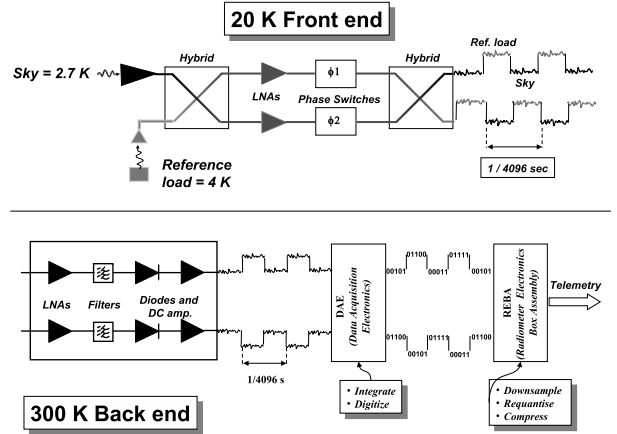 20 K Front end
Hybrid
Hybrid
Ref. load
Sky = 2.7 K
ϕ1
Sky
LNAs
Phase Switches
ϕ2
Reference
load = 4 K
1 / 4096 sec
01100
01111
00101
00011
00101
DAE
(Data Acquisition
Electronics)
REBA
(Radiometer Electronics
Box Assembly)
Telemetry
LNAs
Filters
Diodes and
DC amp.
01100
01111
01100
00101
00011
1/4096 s
• Integrate
• Digitize
• Downsample
• Requantise
• Compress
300 K Back end